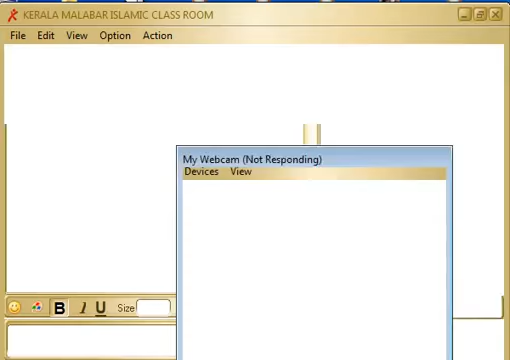 KERALA MALABAR ISLAMIC CLASS ROOM
File Edit View Option Action
My Webcam (Not Responding)
Devices View
B I U Size